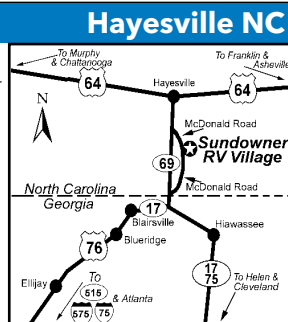 Hayesville NC
To Murphy
& Chattanooga
To Franklin &
Asheville
64
Hayesville
64
N
McDonald Road
Sundowner
RV Village
69
McDonald Road
North Carolina
Georgia
17
Blairsville
Hiawassee
76
Blueridge
17
75
Ellijay
To
515
& Atlanta
575
75
To Helen &
Cleveland